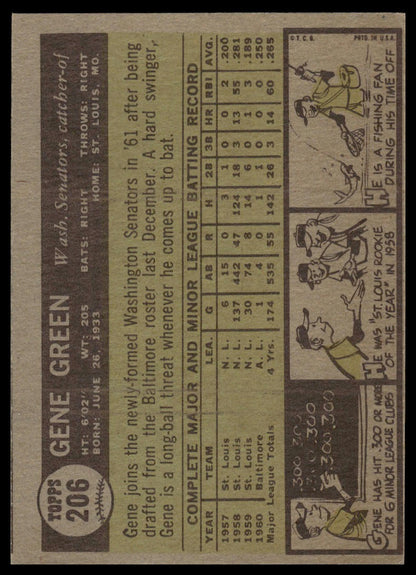 TOPPS
206
GENE GREEN
Wash. Senators, catcher-of
HT: 6'02" WT: 205 BATS: RIGHT THROWS: RIGHT
BORN: JUNE 26, 1933 HOME: ST. LOUIS, MO.
Gene joins the newly-formed Washington Senators in '61 after being
drafted from the Baltimore roster last December. A hard swinger,
Gene is a long-ball threat whenever he comes up to bat.
COMPLETE MAJOR AND MINOR LEAGUE BATTING RECORD
YEAR TEAM LEA. G AB R H 2B 3B HR RBI AVG.
1957 St. Louis N. L. 6 15 0 3 1 0 0 2 .200
1958 St. Louis N. L. 137 442 47 124 18 3 13 55 .281
1959 St. Louis N. L. 30 74 8 14 6 0 1 3 .189
1960 Baltimore A. L. 1 4 0 1 0 0 0 0 .250
Major League Totals 4 Yrs. 174 535 55 142 26 3 14 60 .265
300 300
300 300
300
GENE HAS HIT .300 OR MORE
FOR 6 MINOR LEAGUE CLUBS
HE WAS "ST. LOUIS ROOKIE
OF THE YEAR" IN 1958
© T. C. G. PRTD. IN U.S.A.
HE IS A FISHING FAN
DURING HIS TIME OFF